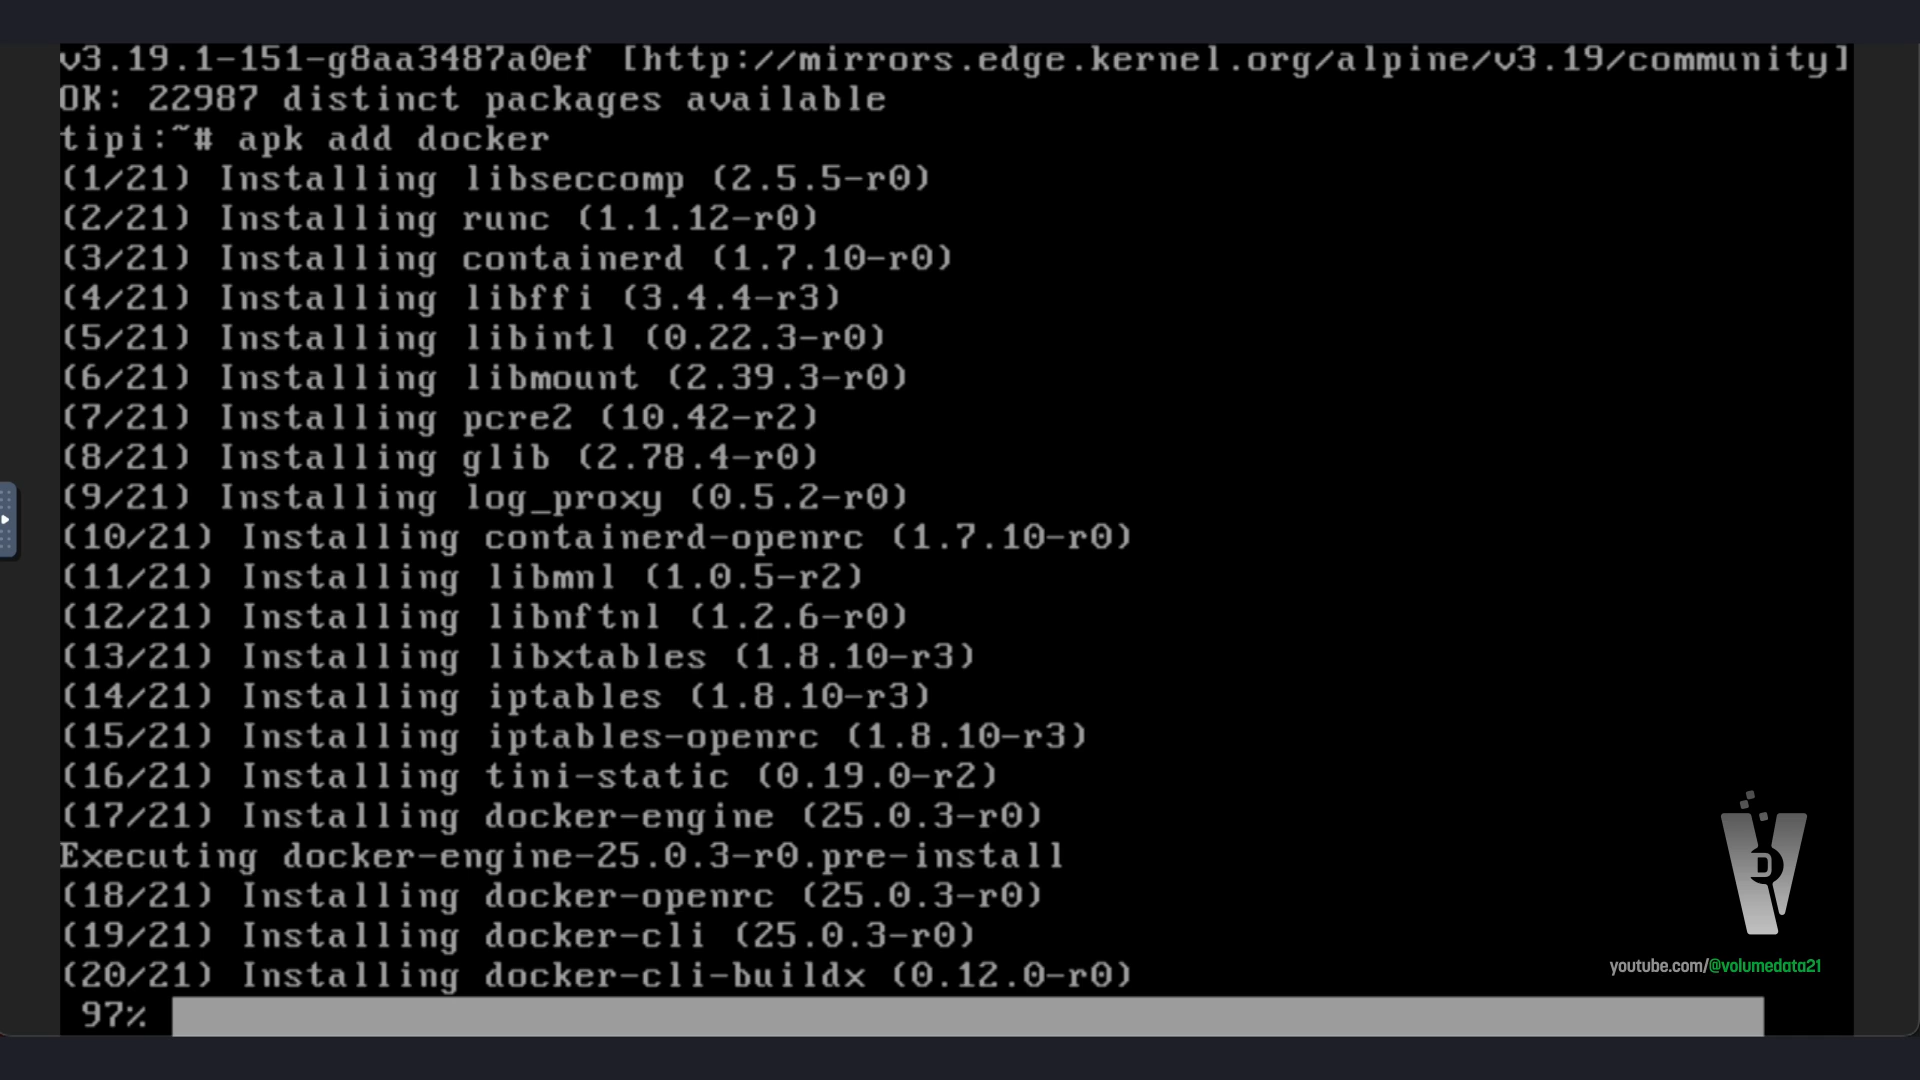 v3.19.1-151-g8aa3487a0ef [http://mirrors.edge.kernel.org/alpine/v3.19/community]
OK: 22987 distinct packages available
tipi:~# apk add docker
(1/21) Installing libseccomp (2.5.5-r0)
(2/21) Installing runc (1.1.12-r0)
(3/21) Installing containerd (1.7.10-r0)
(4/21) Installing libffi (3.4.4-r3)
(5/21) Installing libintl (0.22.3-r0)
(6/21) Installing libmount (2.39.3-r0)
(7/21) Installing pcre2 (10.42-r2)
(8/21) Installing glib (2.78.4-r0)
(9/21) Installing log_proxy (0.5.2-r0)
(10/21) Installing containerd-openrc (1.7.10-r0)
(11/21) Installing libmnl (1.0.5-r2)
(12/21) Installing libnftnl (1.2.6-r0)
(13/21) Installing libxtables (1.8.10-r3)
(14/21) Installing iptables (1.8.10-r3)
(15/21) Installing iptables-openrc (1.8.10-r3)
(16/21) Installing tini-static (0.19.0-r2)
(17/21) Installing docker-engine (25.0.3-r0)
Executing docker-engine-25.0.3-r0.pre-install
(18/21) Installing docker-openrc (25.0.3-r0)
(19/21) Installing docker-cli (25.0.3-r0)
(20/21) Installing docker-cli-buildx (0.12.0-r0)
97%
VD
youtube.com/@volumedata21